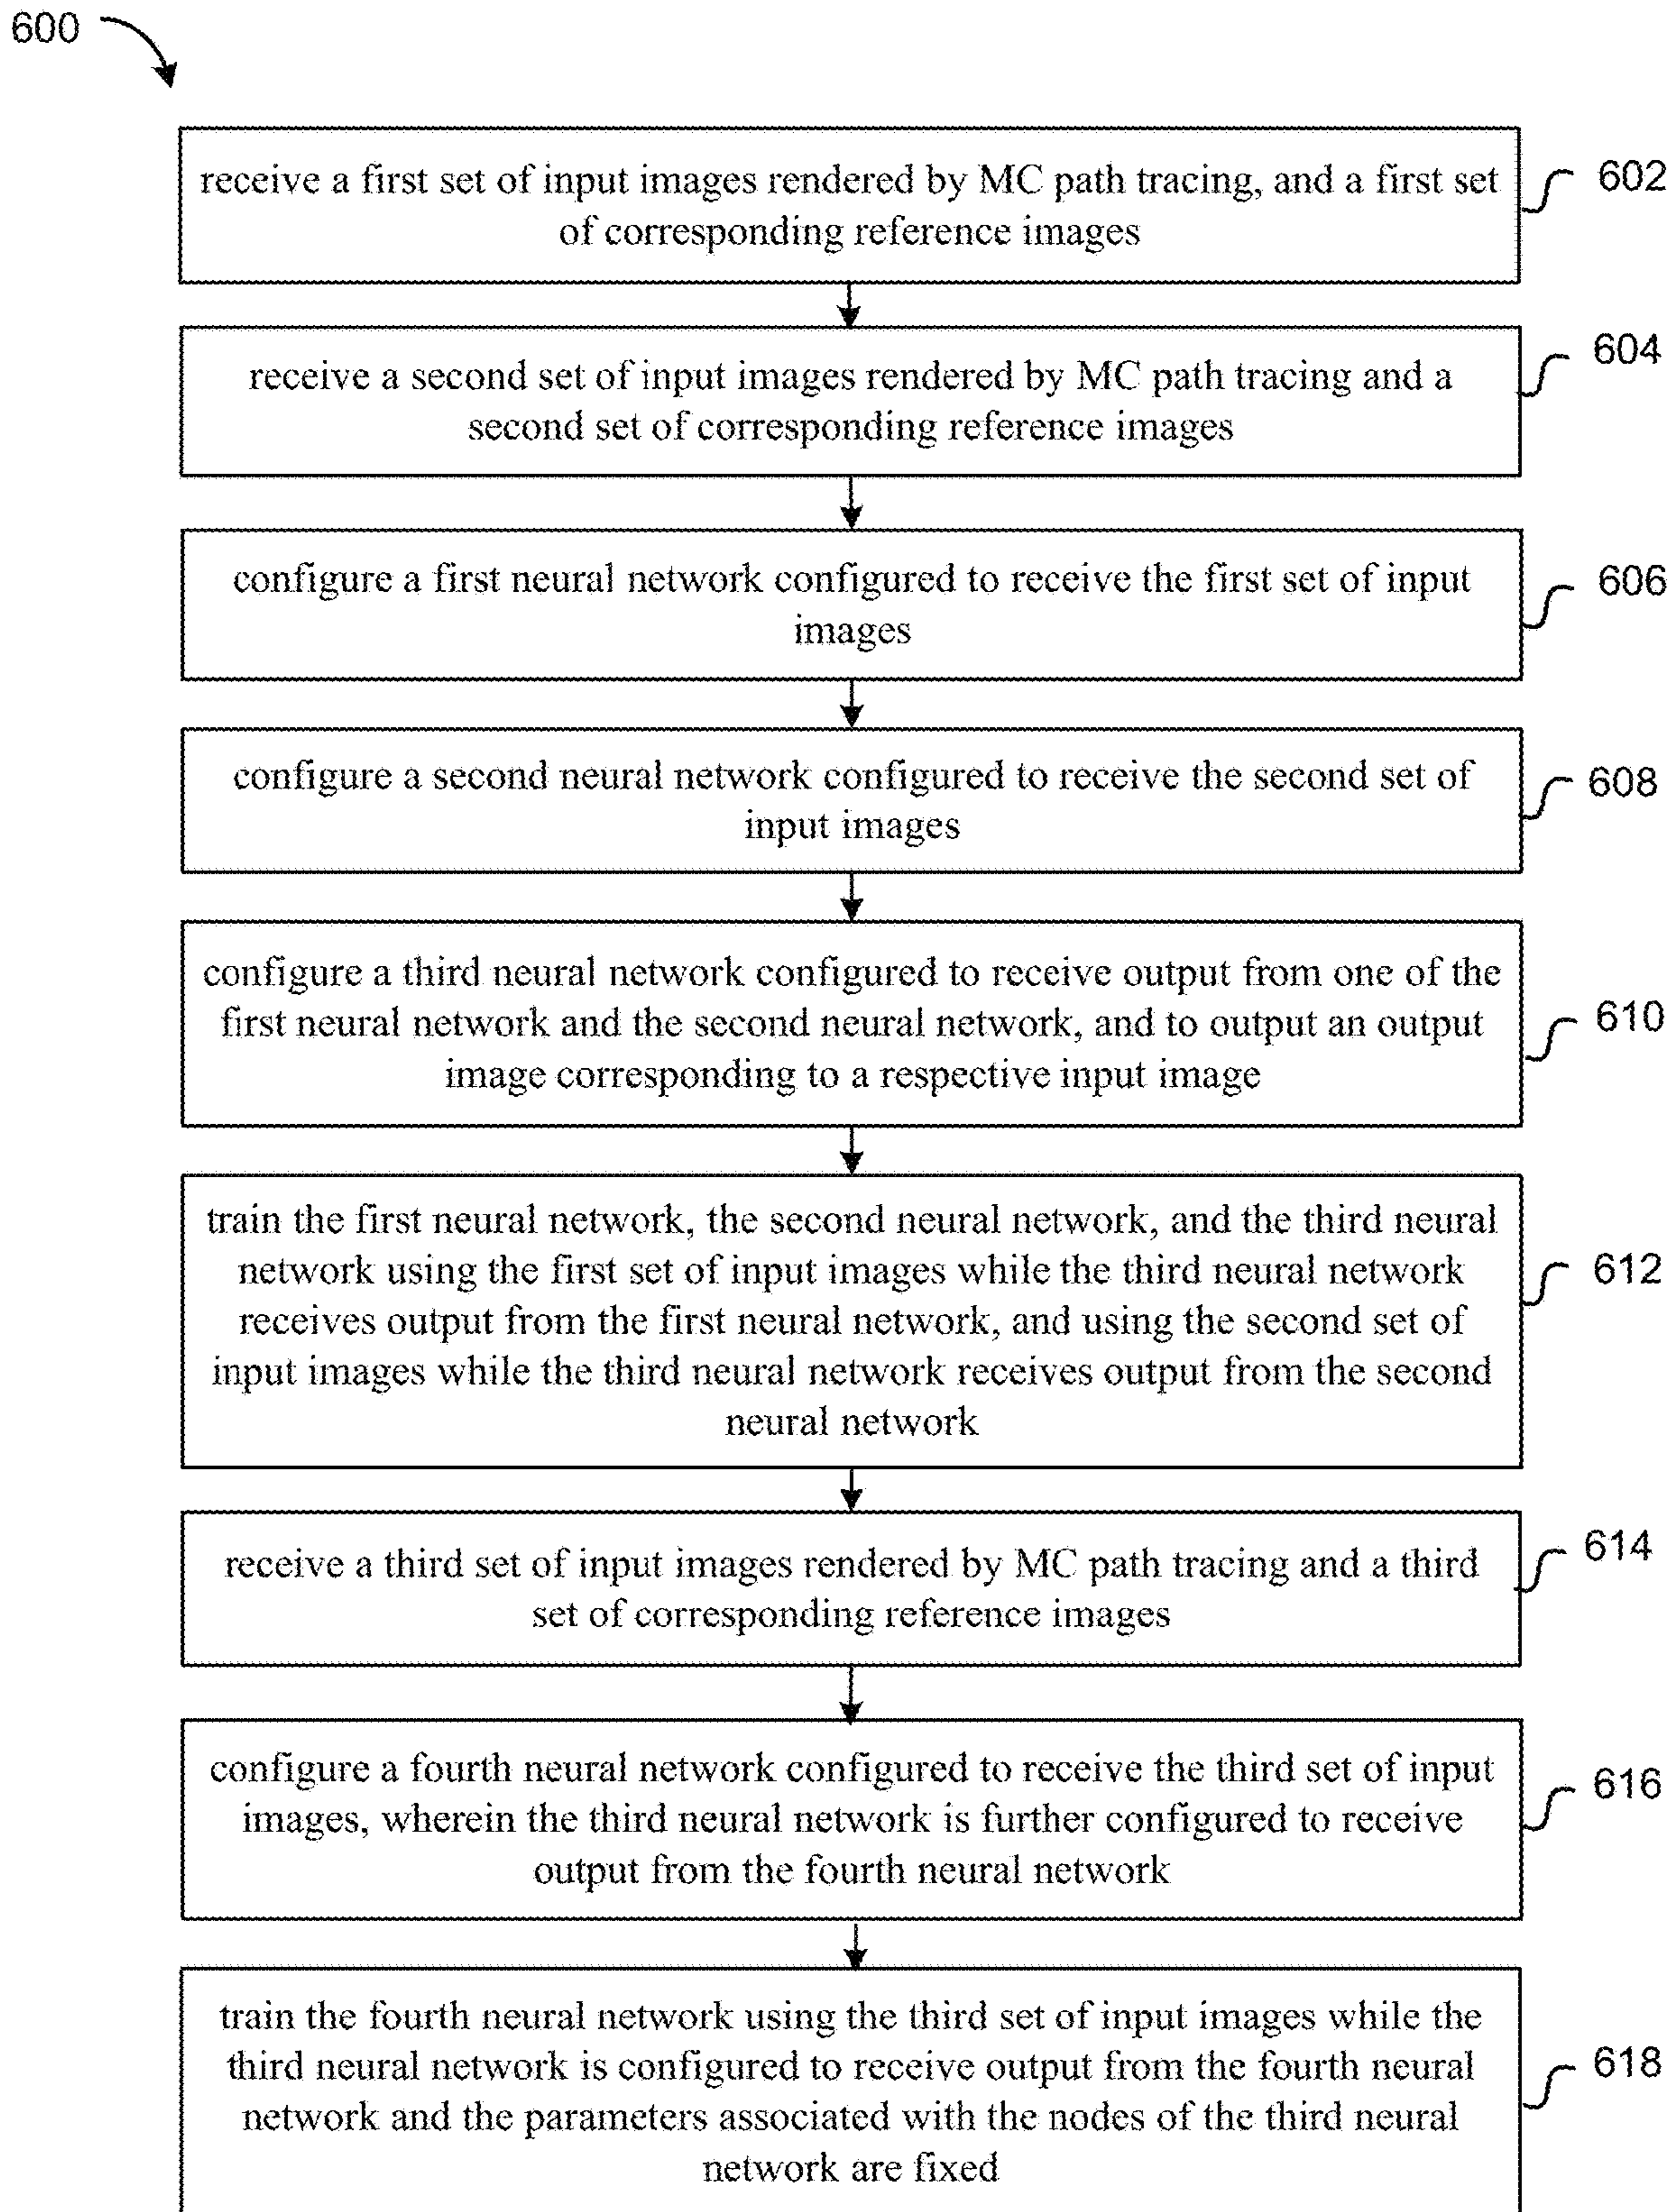 600
receive a first set of input images rendered by MC path tracing, and a first set
of corresponding reference images
602
receive a second set of input images rendered by MC path tracing and a
second set of corresponding reference images
604
configure a first neural network configured to receive the first set of input
images
606
configure a second neural network configured to receive the second set of
input images
608
configure a third neural network configured to receive output from one of the
first neural network and the second neural network, and to output an output
image corresponding to a respective input image
610
train the first neural network, the second neural network, and the third neural
network using the first set of input images while the third neural network
receives output from the first neural network, and using the second set of
input images while the third neural network receives output from the second
neural network
612
receive a third set of input images rendered by MC path tracing and a third
set of corresponding reference images
614
configure a fourth neural network configured to receive the third set of input
images, wherein the third neural network is further configured to receive
output from the fourth neural network
616
train the fourth neural network using the third set of input images while the
third neural network is configured to receive output from the fourth neural
network and the parameters associated with the nodes of the third neural
network are fixed
618